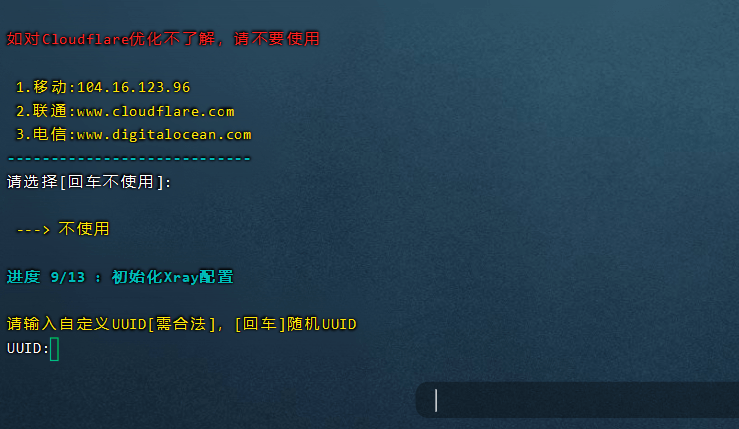 如对Cloudflare优化不了解，请不要使用
1.移动:104.16.123.96
2.联通:www.cloudflare.com
3.电信:www.digitalocean.com
----------------------------
请选择[回车不使用]:
---> 不使用
进度 9/13 : 初始化Xray配置
请输入自定义UUID[需合法]，[回车]随机UUID
UUID: